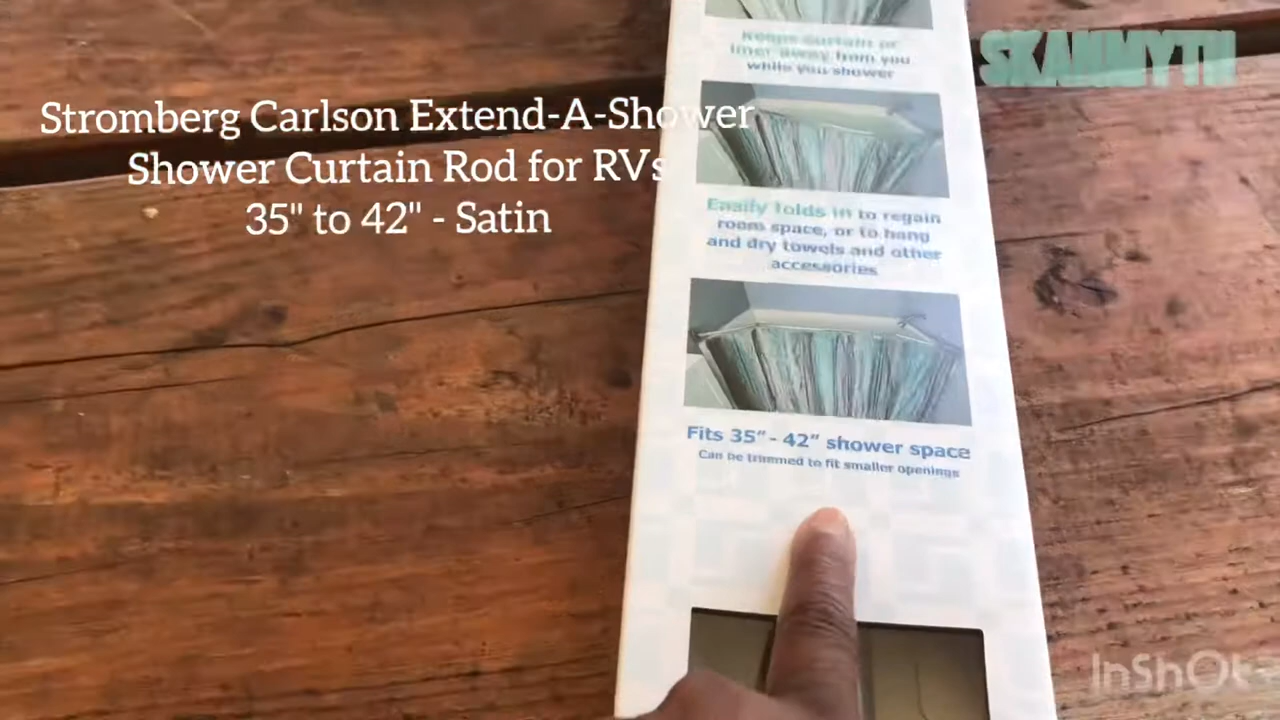 Stromberg Carlson Extend-A-Shower
Shower Curtain Rod for RVs
35" to 42" - Satin
SKAMMYTH
Keeps curtain or
liner away from you
while you shower
Easily folds in to regain
room space, or to hang
and dry towels and other
accessories
Fits 35" - 42" shower space
Can be trimmed to fit smaller openings
InShOt